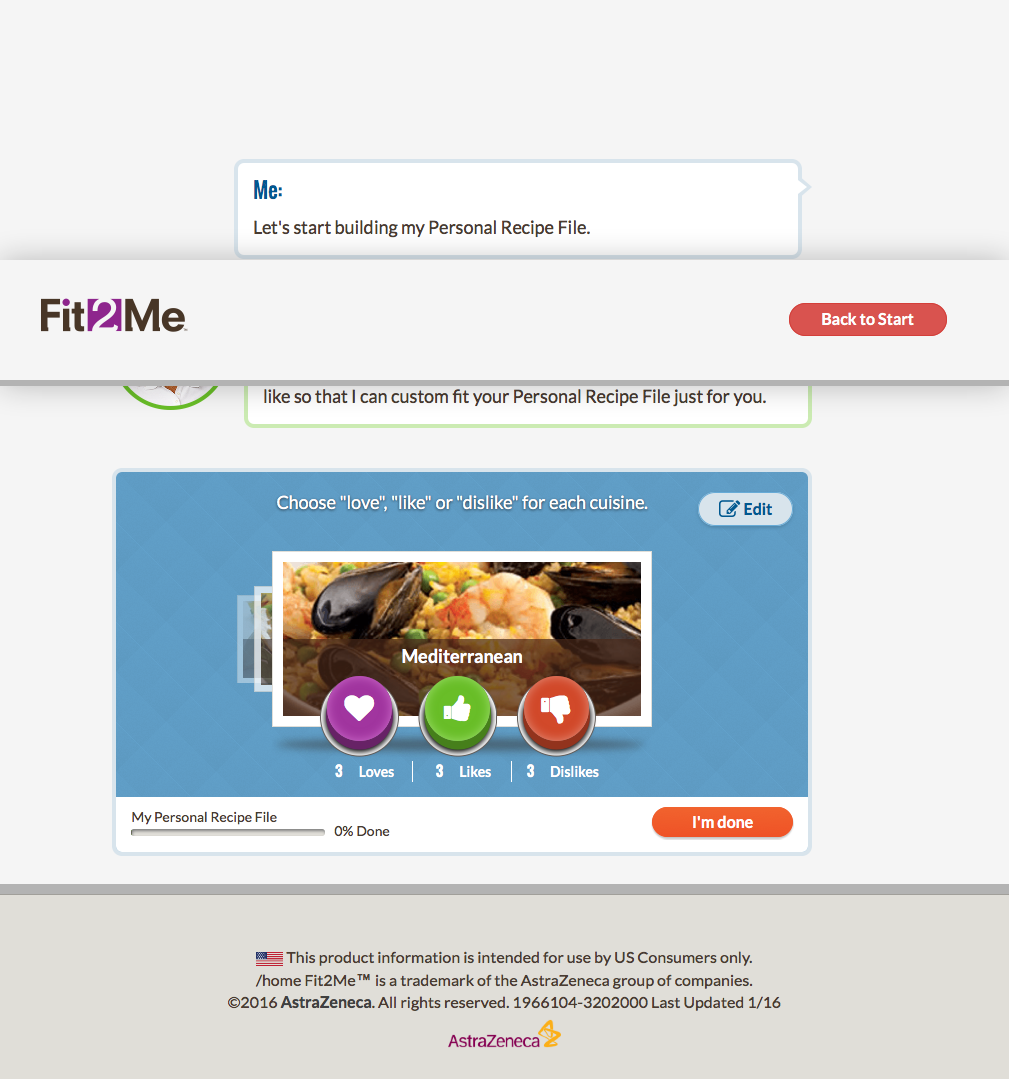 Me:
Let's start building my Personal Recipe File.
Fit2Me™
Back to Start
like so that I can custom fit your Personal Recipe File just for you.
Choose "love", "like" or "dislike" for each cuisine.
Edit
Mediterranean
3 Loves
3 Likes
3 Dislikes
My Personal Recipe File
0% Done
I'm done
This product information is intended for use by US Consumers only.
/home Fit2Me™ is a trademark of the AstraZeneca group of companies.
©2016 AstraZeneca. All rights reserved. 1966104-3202000 Last Updated 1/16
AstraZeneca